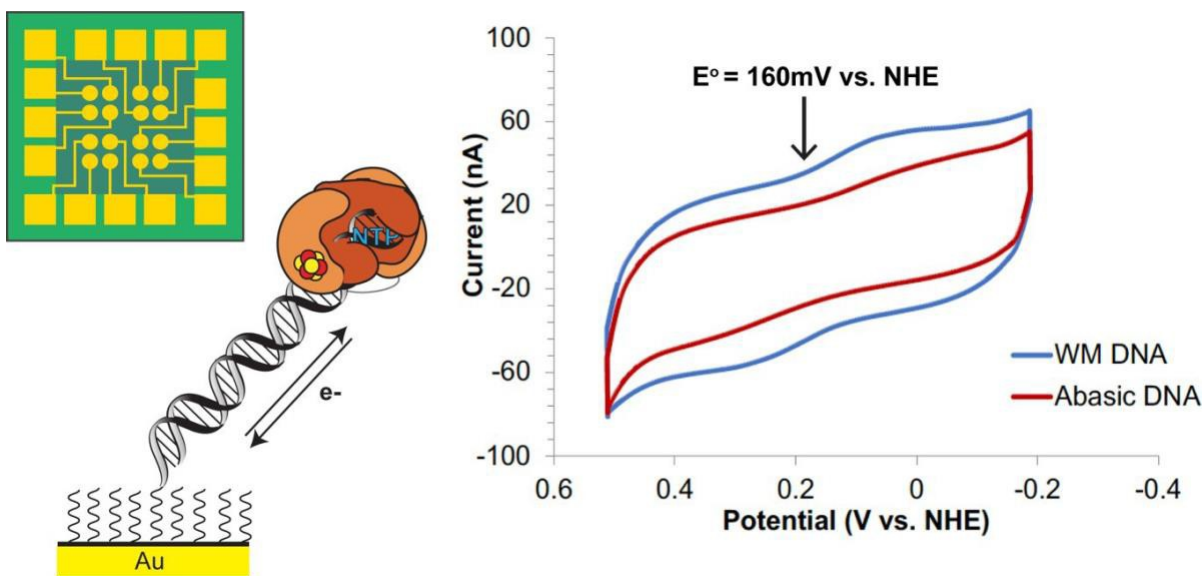 NTP
e-
Au
100
60
20
-20
-60
-100
Current (nA)
E° = 160mV vs. NHE
WM DNA
Abasic DNA
0.6
0.4
0.2
0
-0.2
-0.4
Potential (V vs. NHE)